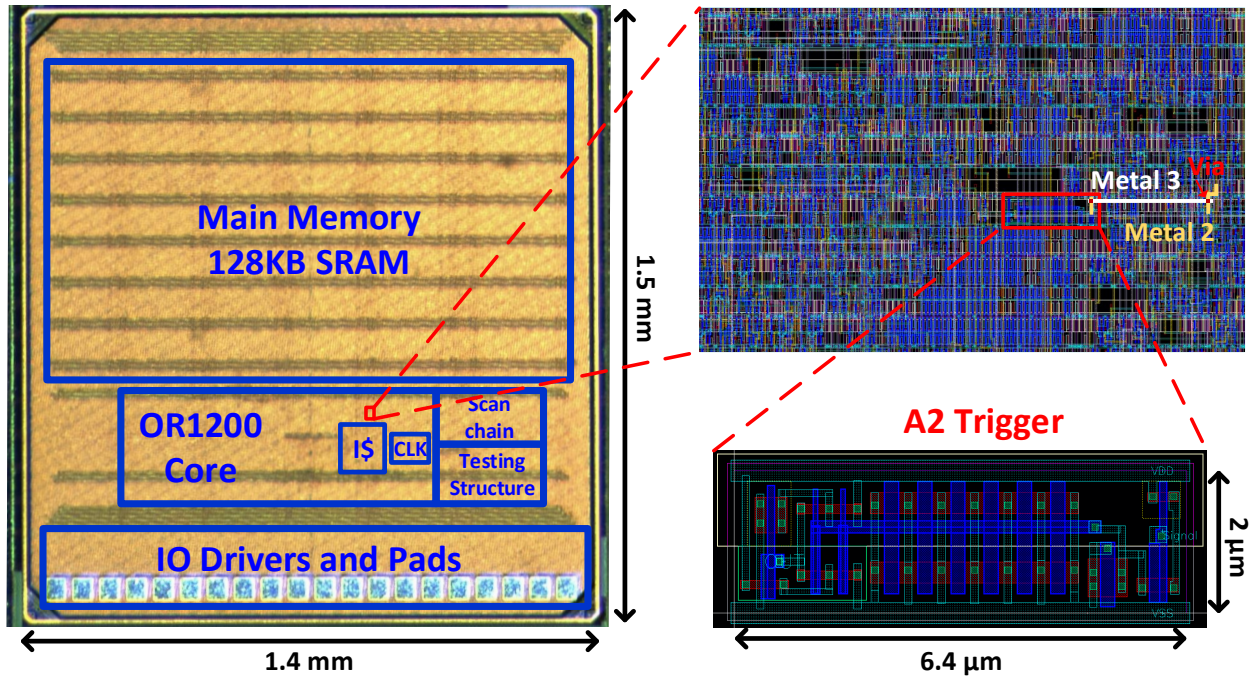 Main Memory
128KB SRAM
OR1200
Core
I$
CLK
Scan
chain
Testing
Structure
IO Drivers and Pads
1.5 mm
1.4 mm
Via
Metal 3
Metal 2
A2 Trigger
VDD
Signal
VSS
2 μm
6.4 μm